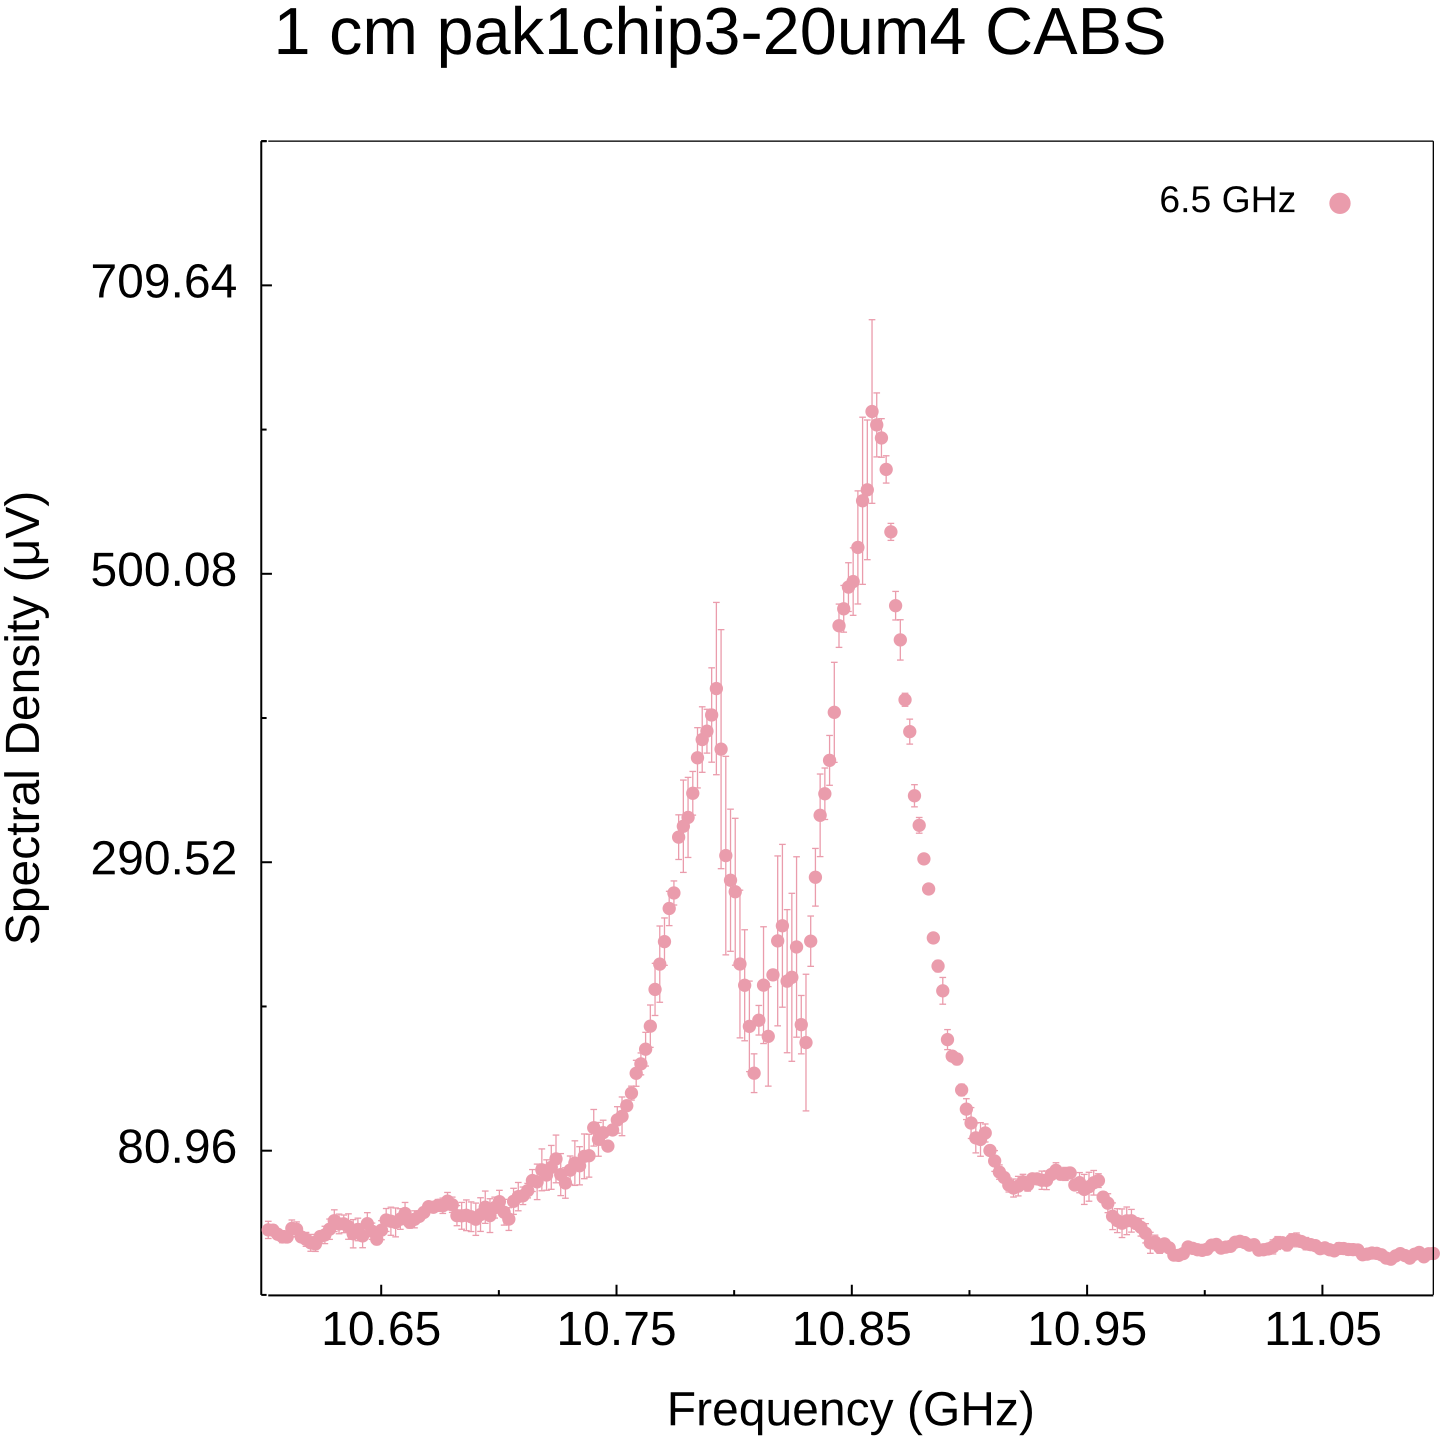 1 cm pak1chip3-20um4 CABS
6.5 GHz
709.64
500.08
290.52
80.96
Spectral Density (μV)
10.65 10.75 10.85 10.95 11.05
Frequency (GHz)